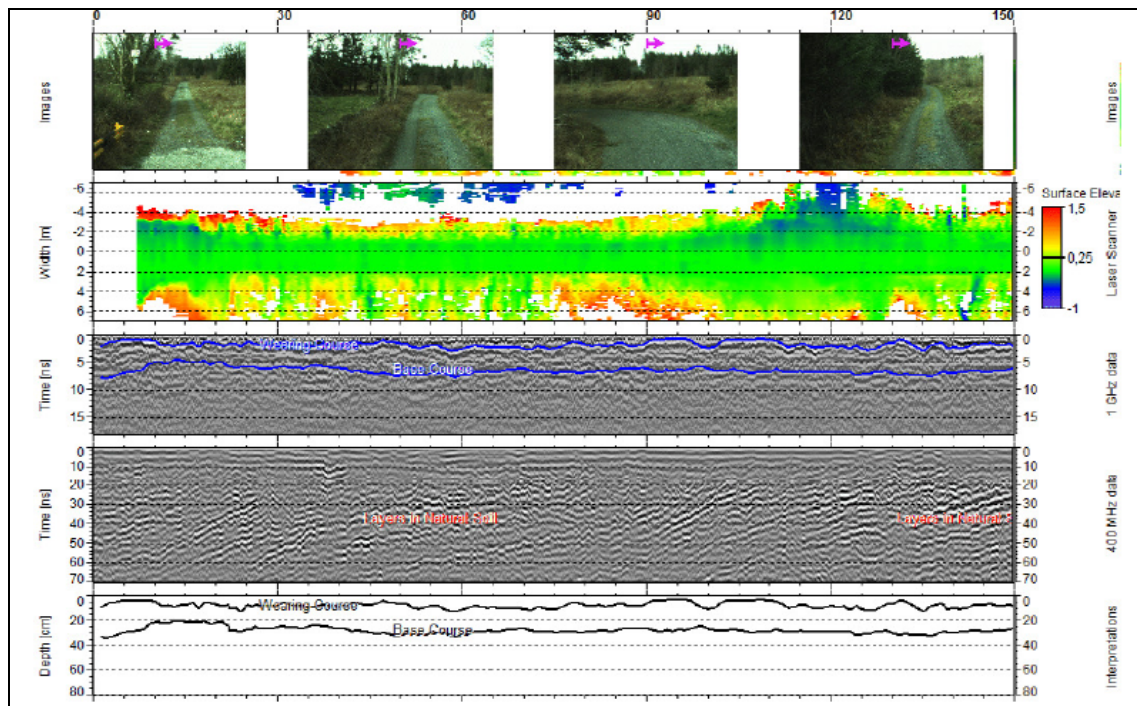 0 30 60 90 120 150
Images
Images
-6 -4 -2 0 2 4 6
Width [m]
-6 -4 -2 0 2 4 6
Surface Eleva
1,5
0,25
-1
Laser Scanner
0 5 10 15
Time [ns]
Wearing Course
Base Course
0 5 10 15
1 GHz data
0 10 20 30 40 50 60 70
Time [ns]
Layers in Natural Soil
Layers in Natural
0 10 20 30 40 50 60 70
400 MHz data
0 20 40 60 80
Depth [cm]
Wearing Course
Base Course
0 20 40 60 80
Interpretations